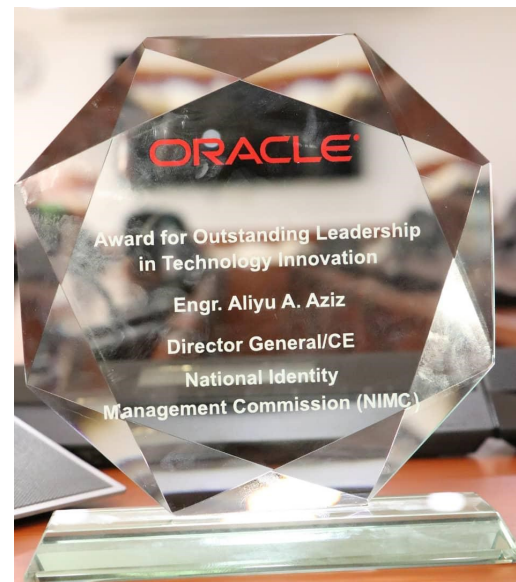 ORACLE
Award for Outstanding Leadership
in Technology Innovation
Engr. Aliyu A. Aziz
Director General/CE
National Identity
Management Commission (NIMC)